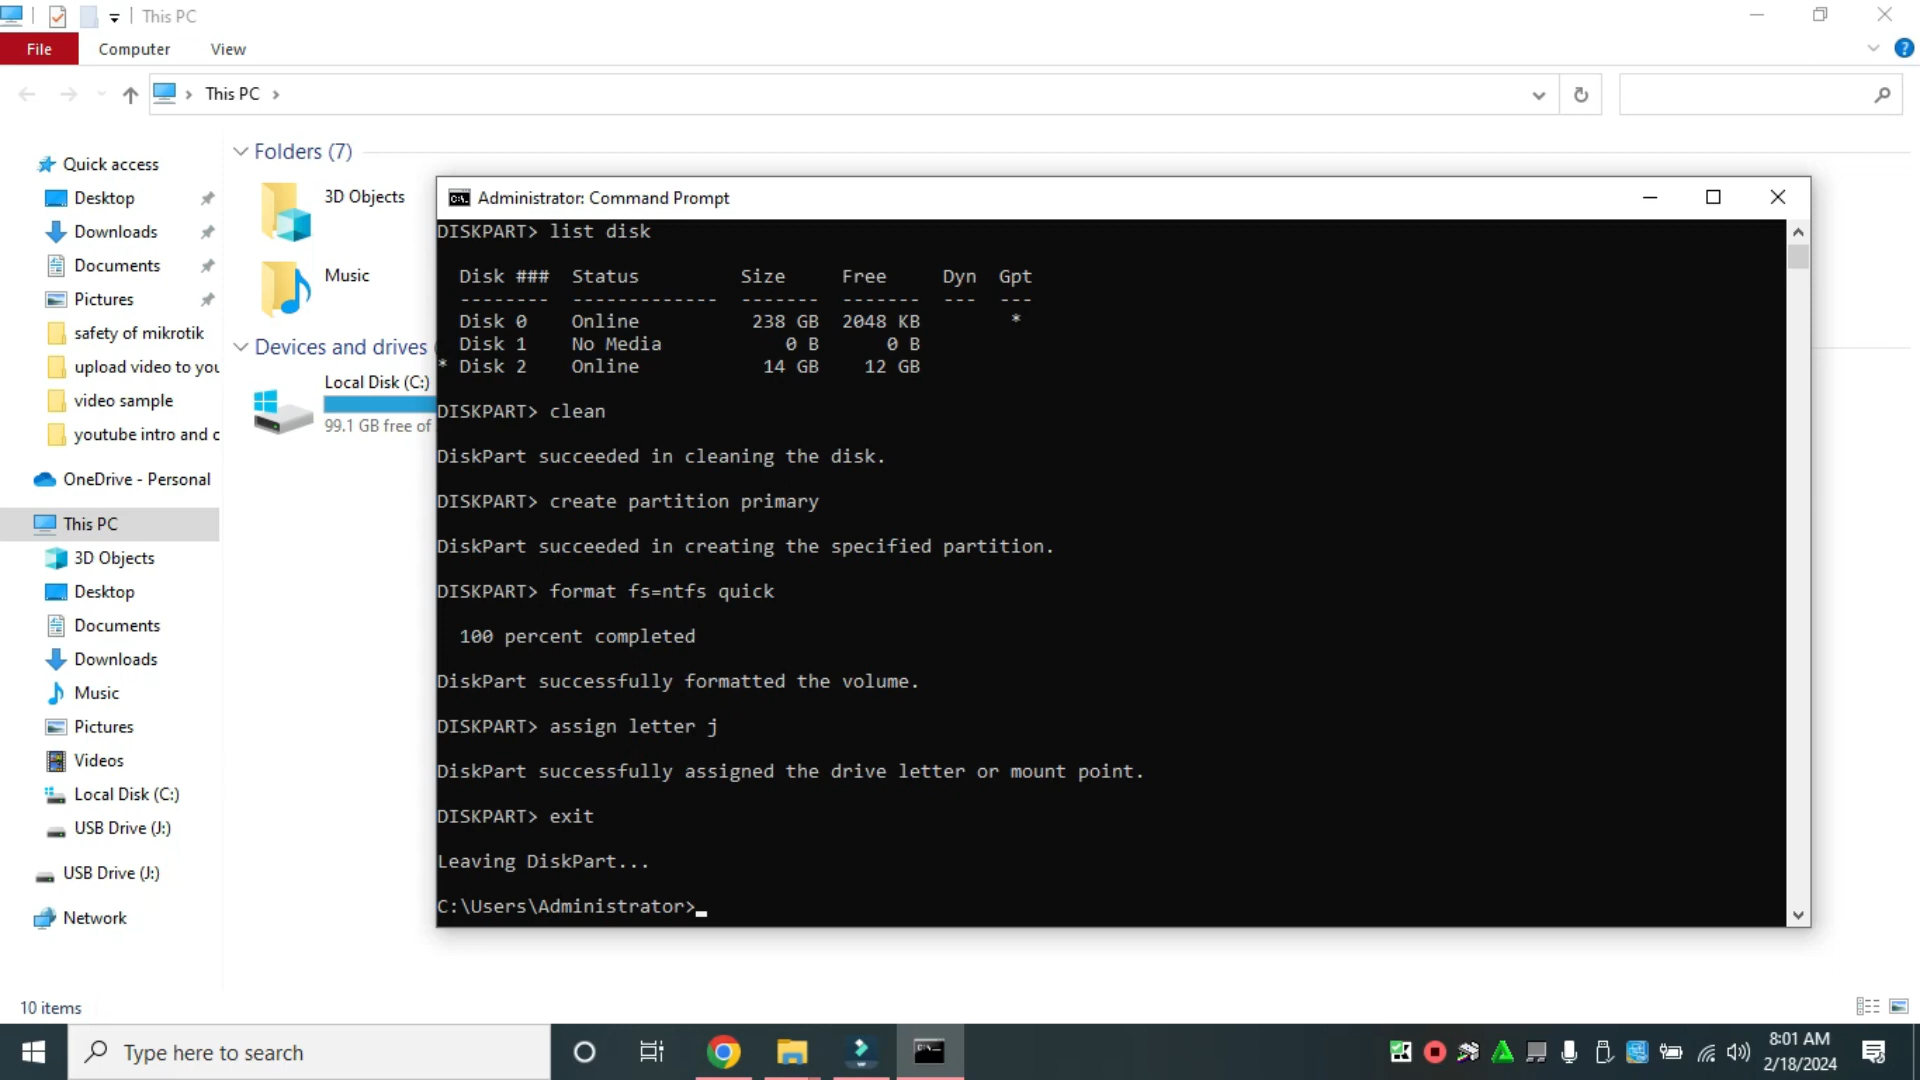 This PC
File
Computer
View
This PC
Quick access
Desktop
Downloads
Documents
Pictures
safety of mikrotik
upload video to you
video sample
youtube intro and c
OneDrive - Personal
This PC
3D Objects
Desktop
Documents
Downloads
Music
Pictures
Videos
Local Disk (C:)
USB Drive (J:)
USB Drive (J:)
Network
Folders (7)
3D Objects
Music
Devices and drives (
Local Disk (C:)
99.1 GB free of
Administrator: Command Prompt
DISKPART> list disk
Disk ### Status Size Free Dyn Gpt
-------- ------------- ------- ------- --- ---
Disk 0 Online 238 GB 2048 KB *
Disk 1 No Media 0 B 0 B
* Disk 2 Online 14 GB 12 GB
DISKPART> clean
DiskPart succeeded in cleaning the disk.
DISKPART> create partition primary
DiskPart succeeded in creating the specified partition.
DISKPART> format fs=ntfs quick
100 percent completed
DiskPart successfully formatted the volume.
DISKPART> assign letter j
DiskPart successfully assigned the drive letter or mount point.
DISKPART> exit
Leaving DiskPart...
C:\Users\Administrator>
10 items
Type here to search
8:01 AM
2/18/2024